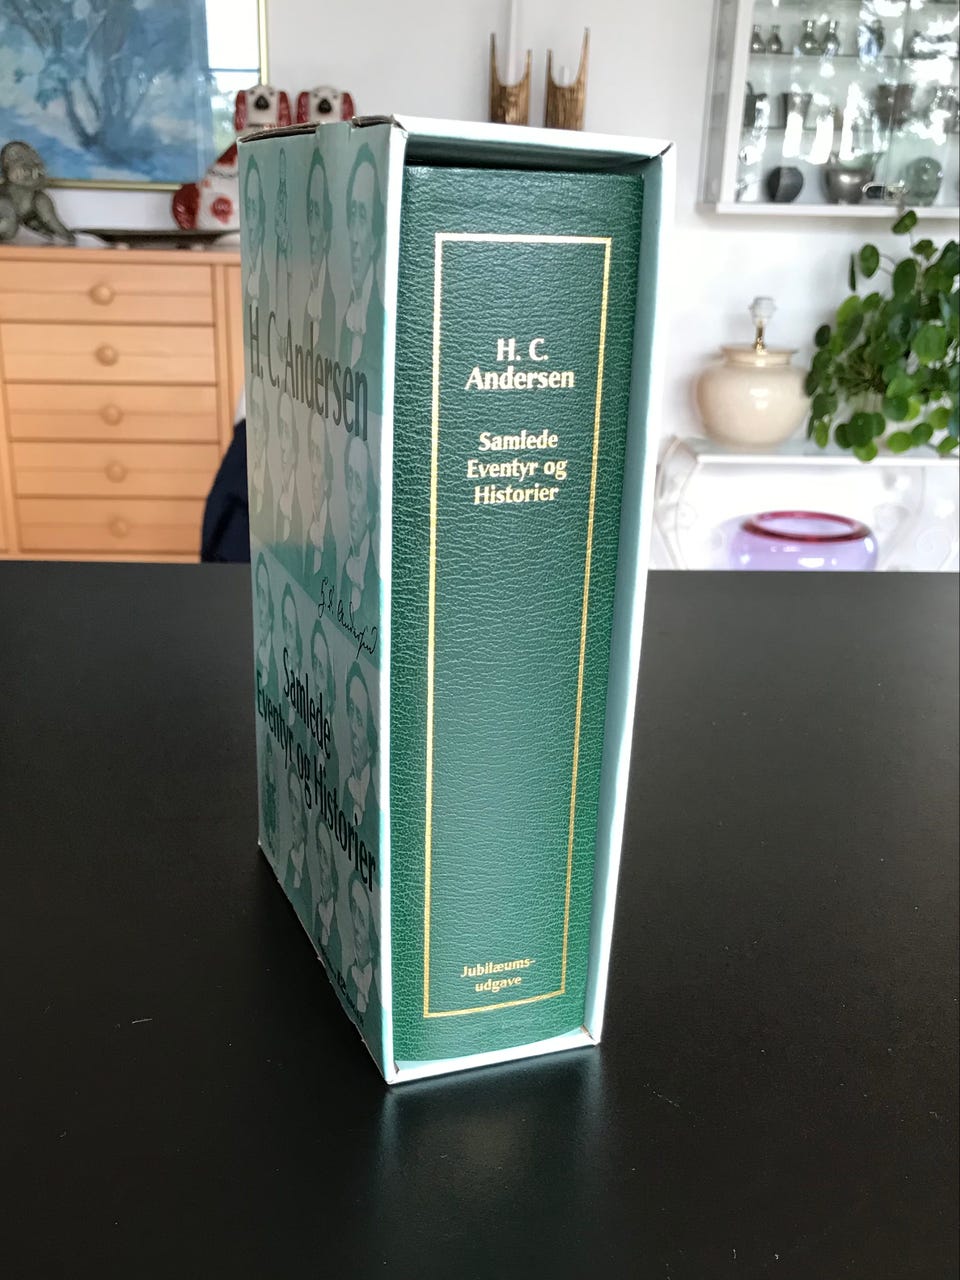 H. C. Andersen
Samlede
Eventyr og Historier
H. C.
Andersen
Samlede
Eventyr og
Historier
Jubilæums-
udgave